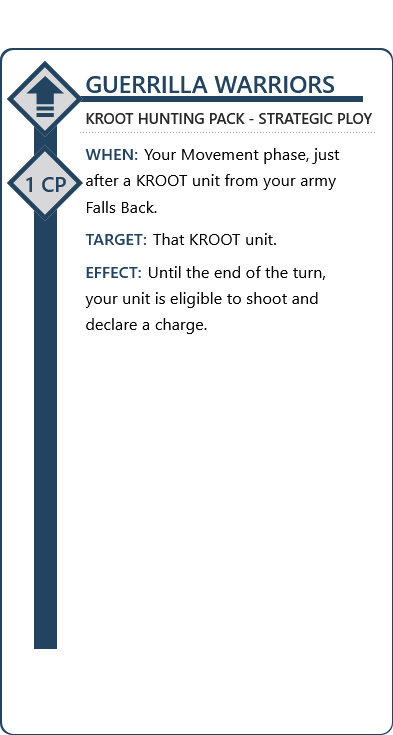 GUERRILLA WARRIORS
KROOT HUNTING PACK - STRATEGIC PLOY
1 CP
WHEN: Your Movement phase, just
after a KROOT unit from your army
Falls Back.
TARGET: That KROOT unit.
EFFECT: Until the end of the turn,
your unit is eligible to shoot and
declare a charge.